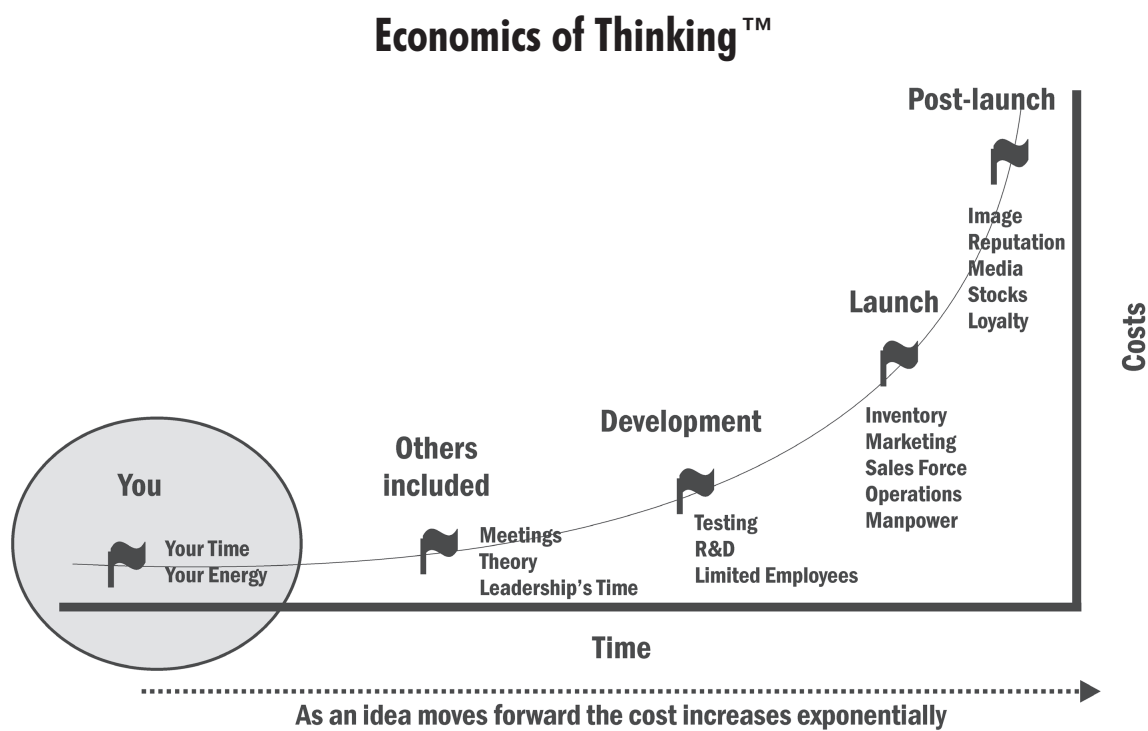 Economics of Thinking™
Post-launch
Image
Reputation
Media
Stocks
Loyalty
Launch
Inventory
Marketing
Sales Force
Operations
Manpower
Development
Testing
R&D
Limited Employees
Others
included
Meetings
Theory
Leadership's Time
You
Your Time
Your Energy
Costs
Time
As an idea moves forward the cost increases exponentially